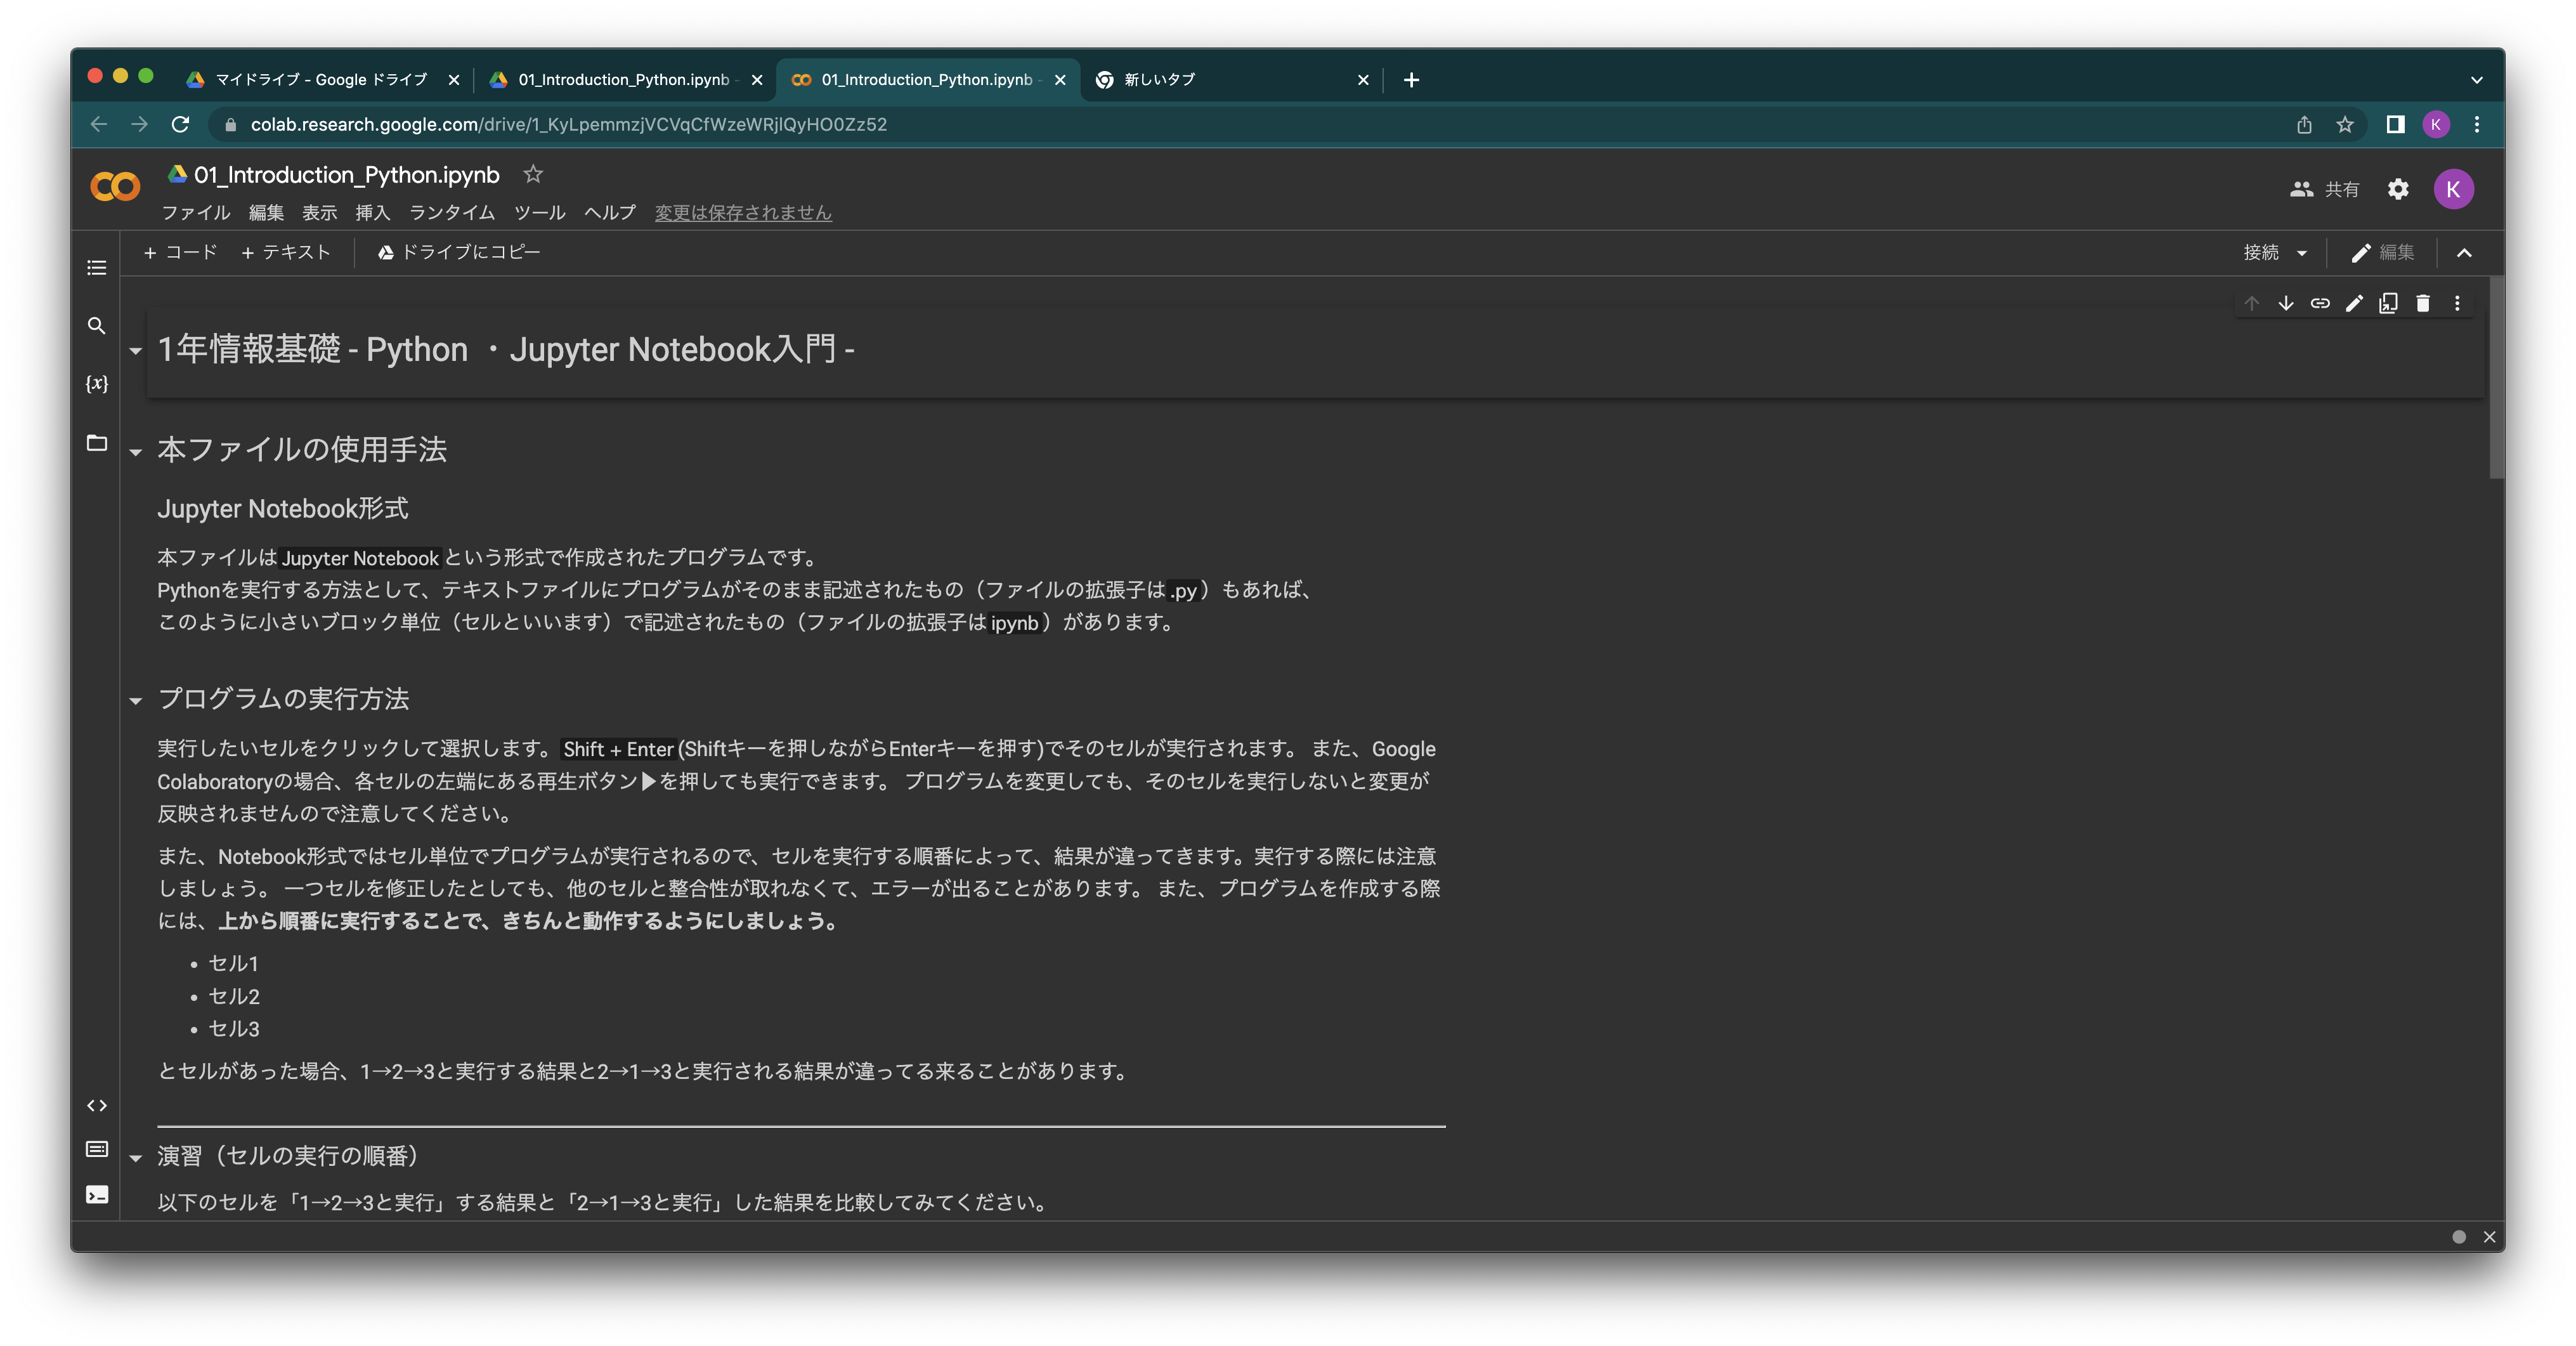 マイドライブ - Google ドライブ
01_Introduction_Python.ipynb -
01_Introduction_Python.ipynb -
新しいタブ
colab.research.google.com/drive/1_KyLpemmzjVCVqCfWzeWRjlQyHO0Zz52
K
01_Introduction_Python.ipynb
共有
K
ファイル 編集 表示 挿入 ランタイム ツール ヘルプ 変更は保存されません
+ コード + テキスト ドライブにコピー
接続 編集
{x}
1年情報基礎 - Python ・Jupyter Notebook入門 -
本ファイルの使用手法
Jupyter Notebook形式
本ファイルはJupyter Notebookという形式で作成されたプログラムです。
Pythonを実行する方法として、テキストファイルにプログラムがそのまま記述されたもの（ファイルの拡張子は.py）もあれば、
このように小さいブロック単位（セルといいます）で記述されたもの（ファイルの拡張子はipynb）があります。
プログラムの実行方法
実行したいセルをクリックして選択します。Shift + Enter(Shiftキーを押しながらEnterキーを押す)でそのセルが実行されます。 また、Google
Colaboratoryの場合、各セルの左端にある再生ボタン▶を押しても実行できます。 プログラムを変更しても、そのセルを実行しないと変更が
反映されませんので注意してください。
また、Notebook形式ではセル単位でプログラムが実行されるので、セルを実行する順番によって、結果が違ってきます。実行する際には注意
しましょう。 一つセルを修正したとしても、他のセルと整合性が取れなくて、エラーが出ることがあります。 また、プログラムを作成する際
には、上から順番に実行することで、きちんと動作するようにしましょう。
• セル1
• セル2
• セル3
とセルがあった場合、1→2→3と実行する結果と2→1→3と実行される結果が違ってる来ることがあります。
演習（セルの実行の順番）
以下のセルを「1→2→3と実行」する結果と「2→1→3と実行」した結果を比較してみてください。